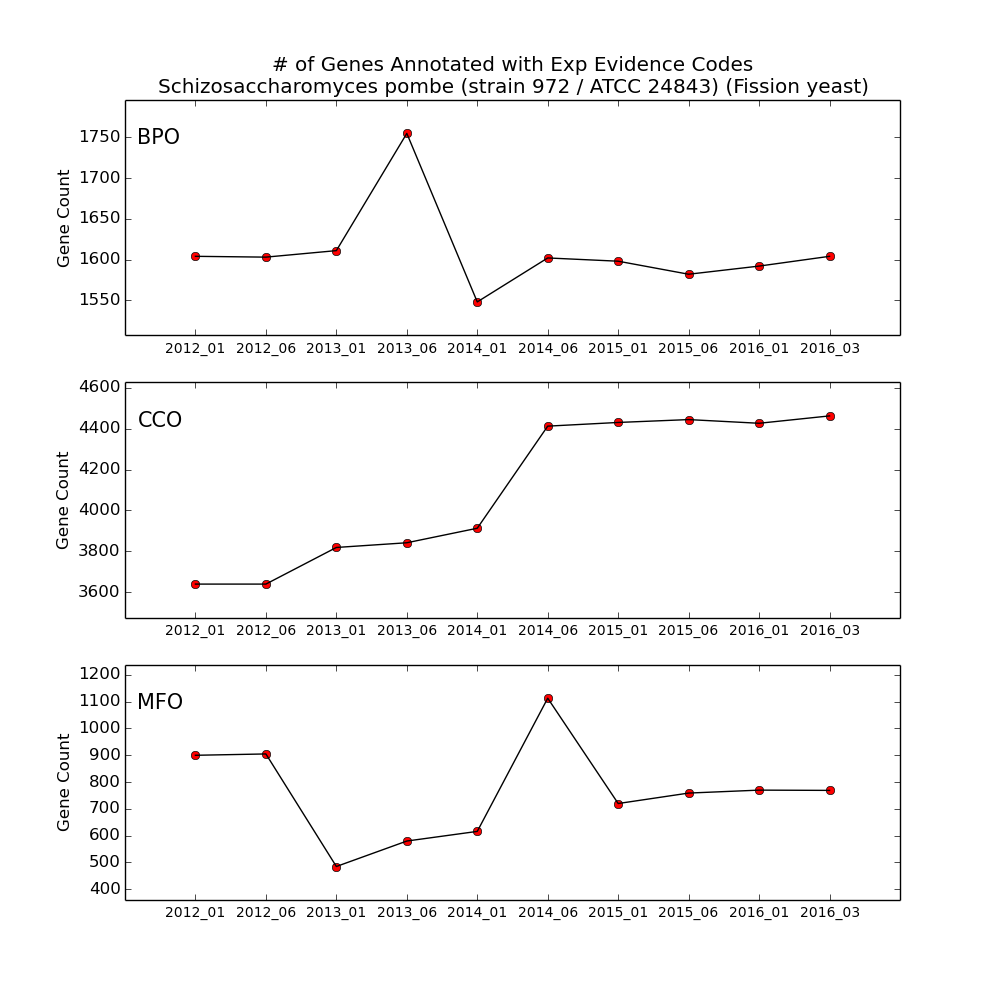 # of Genes Annotated with Exp Evidence Codes
Schizosaccharomyces pombe (strain 972 / ATCC 24843) (Fission yeast)
BPO
Gene Count
1750
1700
1650
1600
1550
2012_01 2012_06 2013_01 2013_06 2014_01 2014_06 2015_01 2015_06 2016_01 2016_03
CCO
Gene Count
4600
4400
4200
4000
3800
3600
2012_01 2012_06 2013_01 2013_06 2014_01 2014_06 2015_01 2015_06 2016_01 2016_03
MFO
Gene Count
1200
1100
1000
900
800
700
600
500
400
2012_01 2012_06 2013_01 2013_06 2014_01 2014_06 2015_01 2015_06 2016_01 2016_03